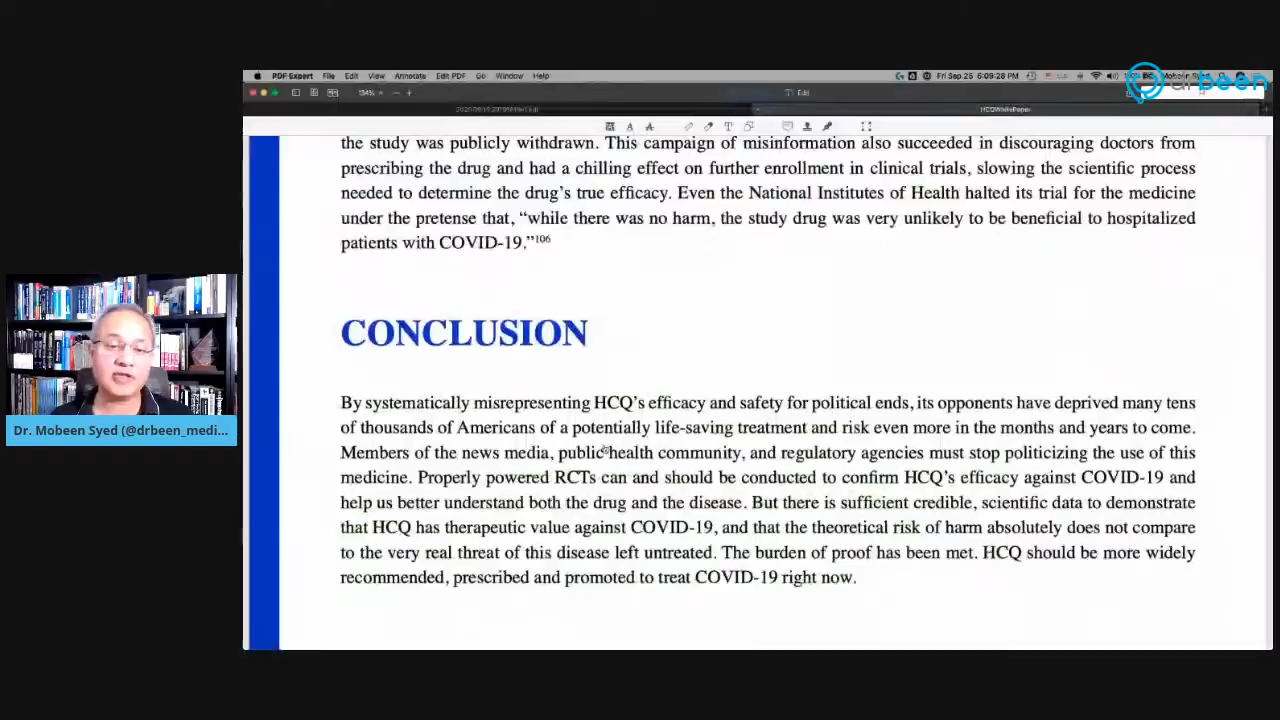 drbeen
PDF Expert File Edit View Annotate Edit PDF Go Window Help
Fri Sep 25 6:09:28 PM Mobeen Syed
134%
Edit
HCQWhitePaper
the study was publicly withdrawn. This campaign of misinformation also succeeded in discouraging doctors from
prescribing the drug and had a chilling effect on further enrollment in clinical trials, slowing the scientific process
needed to determine the drug’s true efficacy. Even the National Institutes of Health halted its trial for the medicine
under the pretense that, “while there was no harm, the study drug was very unlikely to be beneficial to hospitalized
patients with COVID-19.”106
CONCLUSION
By systematically misrepresenting HCQ’s efficacy and safety for political ends, its opponents have deprived many tens
of thousands of Americans of a potentially life-saving treatment and risk even more in the months and years to come.
Members of the news media, public health community, and regulatory agencies must stop politicizing the use of this
medicine. Properly powered RCTs can and should be conducted to confirm HCQ’s efficacy against COVID-19 and
help us better understand both the drug and the disease. But there is sufficient credible, scientific data to demonstrate
that HCQ has therapeutic value against COVID-19, and that the theoretical risk of harm absolutely does not compare
to the very real threat of this disease left untreated. The burden of proof has been met. HCQ should be more widely
recommended, prescribed and promoted to treat COVID-19 right now.
Dr. Mobeen Syed (@drbeen_medi...